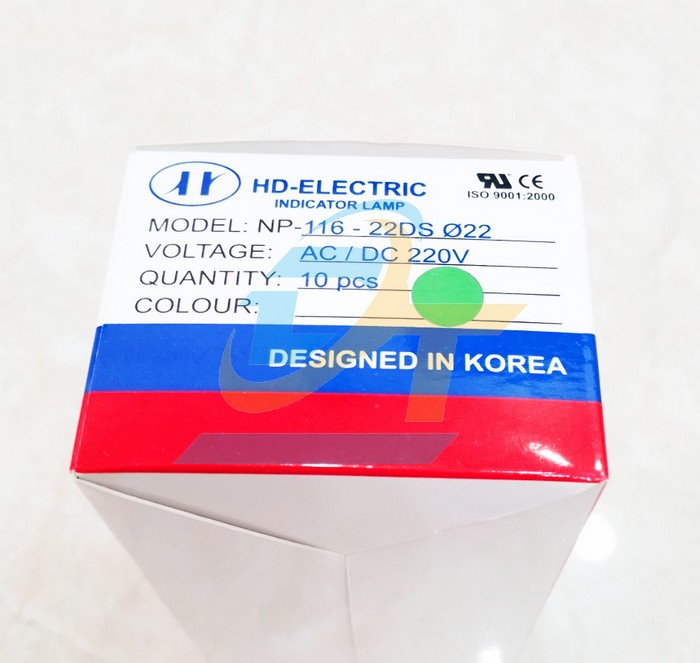 HD-ELECTRIC
INDICATOR LAMP
CE
ISO 9001:2000
MODEL: NP-116 - 22DS Ø22
VOLTAGE: AC / DC 220V
QUANTITY: 10 pcs
COLOUR:
DESIGNED IN KOREA